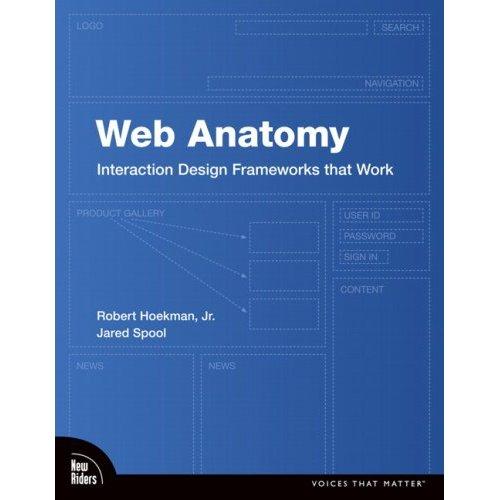 LOGO
SEARCH
NAVIGATION
Web Anatomy
Interaction Design Frameworks that Work
PRODUCT GALLERY
USER ID
PASSWORD
SIGN IN
CONTENT
Robert Hoekman, Jr.
Jared Spool
NEWS
NEWS
New
Riders
VOICES THAT MATTER™